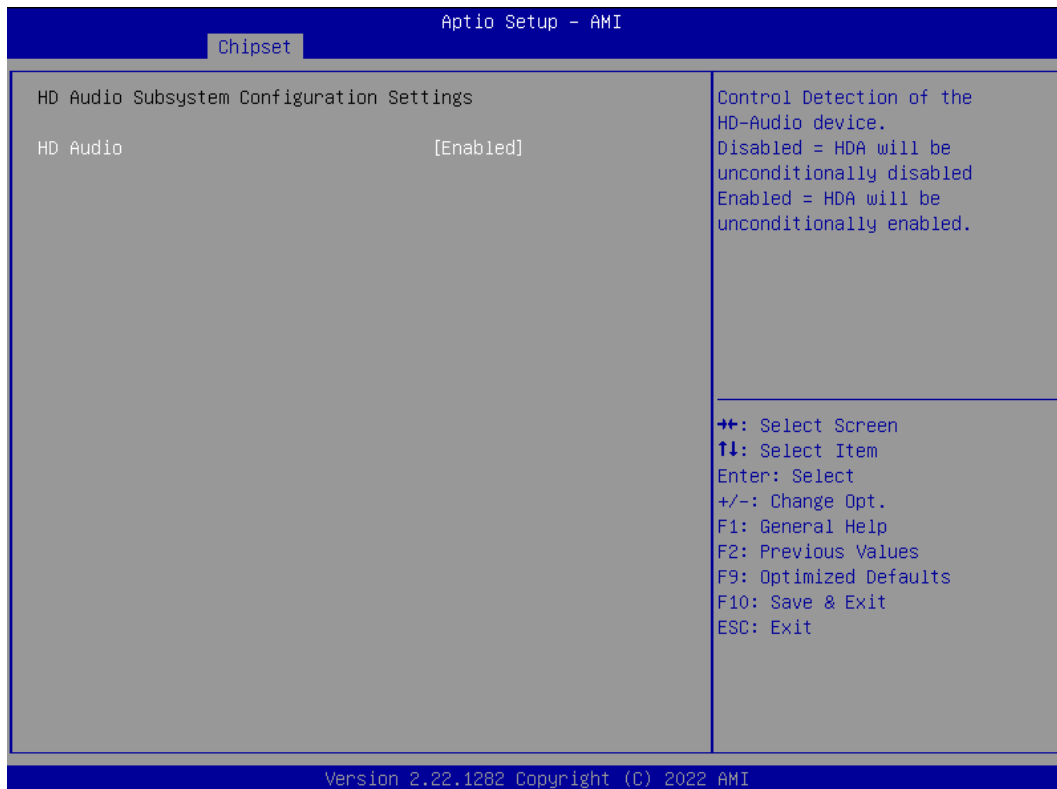 Aptio Setup – AMI
Chipset
HD Audio Subsystem Configuration Settings
HD Audio [Enabled]
Control Detection of the
HD-Audio device.
Disabled = HDA will be
unconditionally disabled
Enabled = HDA will be
unconditionally enabled.
→←: Select Screen
↑↓: Select Item
Enter: Select
+/-: Change Opt.
F1: General Help
F2: Previous Values
F9: Optimized Defaults
F10: Save & Exit
ESC: Exit
Version 2.22.1282 Copyright (C) 2022 AMI